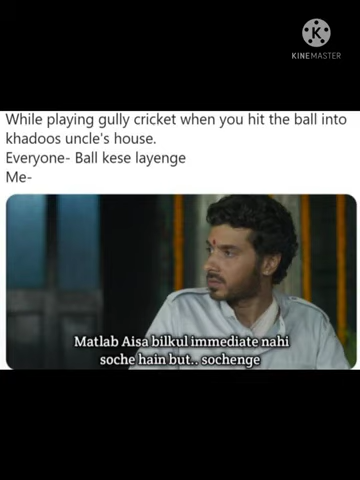 KINEMASTER
While playing gully cricket when you hit the ball into
khadoos uncle's house.
Everyone- Ball kese layenge
Me-
Matlab Aisa bilkul immediate nahi
soche hain but.. sochenge